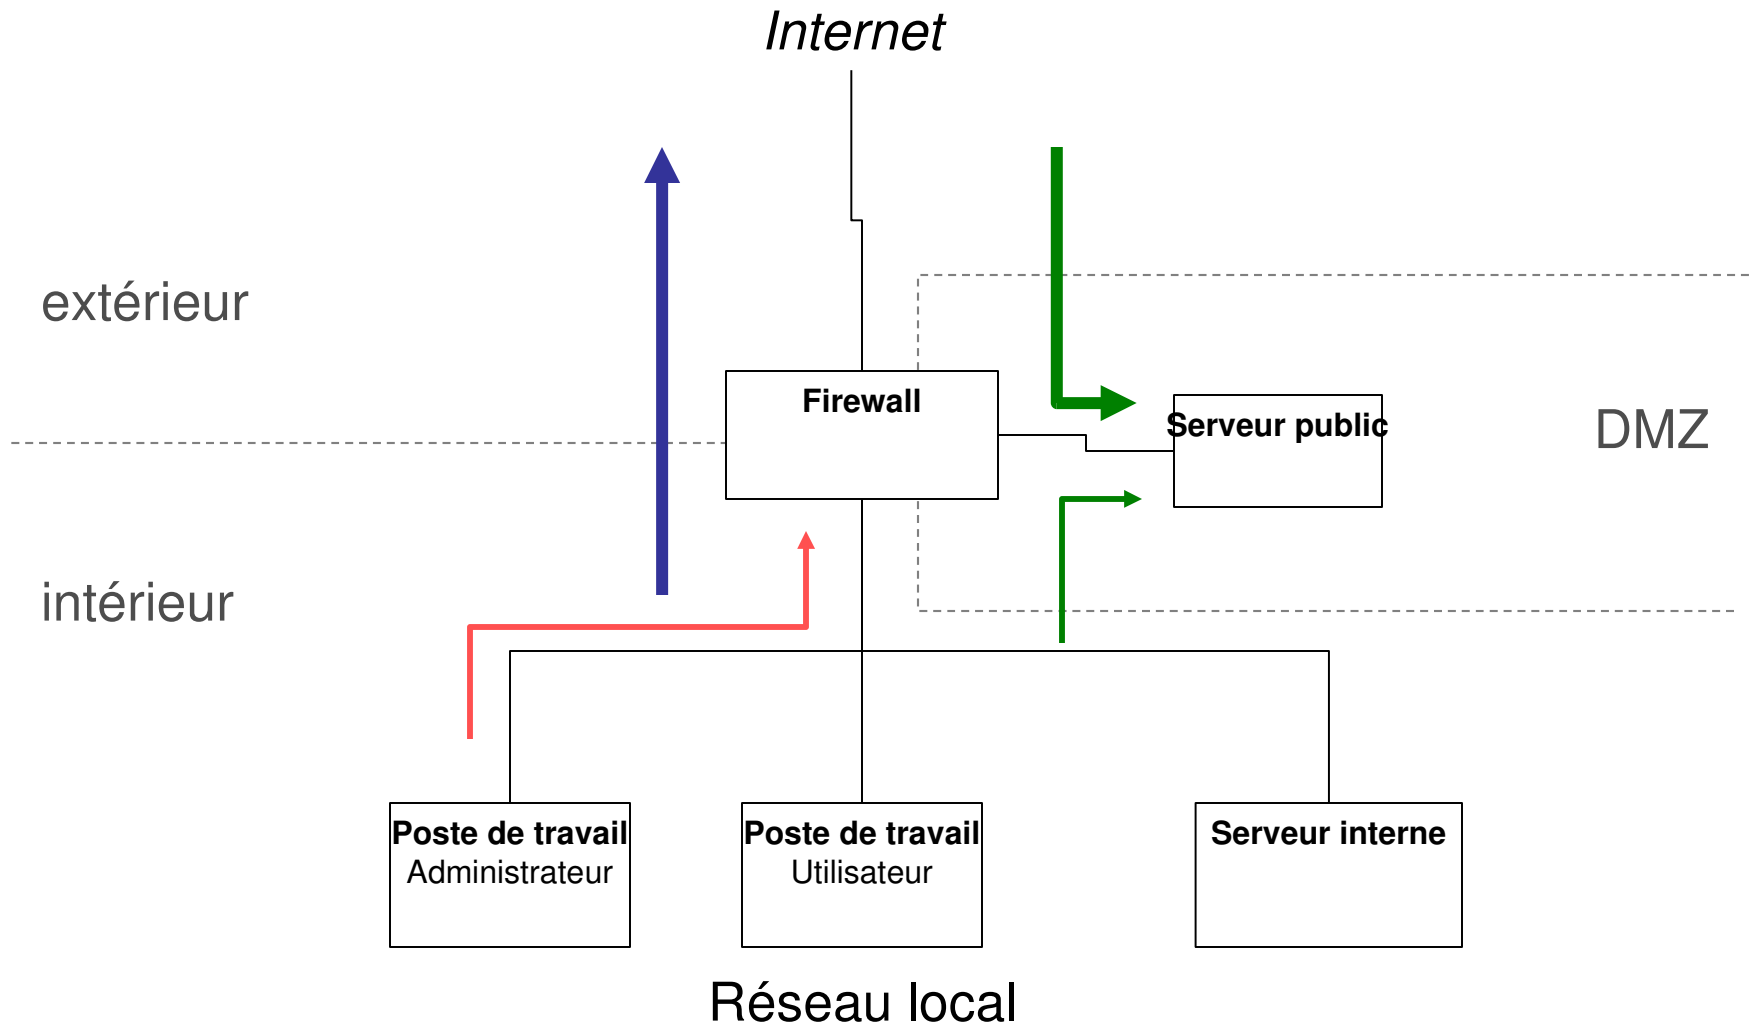 Internet
extérieur
Firewall
Serveur public
DMZ
intérieur
Poste de travail
Administrateur
Poste de travail
Utilisateur
Serveur interne
Réseau local